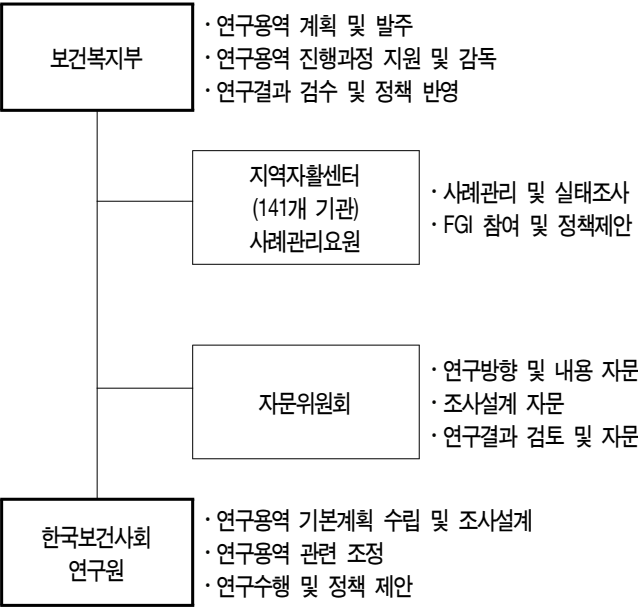 보건복지부
· 연구용역 계획 및 발주
· 연구용역 진행과정 지원 및 감독
· 연구결과 검수 및 정책 반영
지역자활센터
(141개 기관)
사례관리요원
· 사례관리 및 실태조사
· FGI 참여 및 정책제안
자문위원회
· 연구방향 및 내용 자문
· 조사설계 자문
· 연구결과 검토 및 자문
한국보건사회
연구원
· 연구용역 기본계획 수립 및 조사설계
· 연구용역 관련 조정
· 연구수행 및 정책 제안